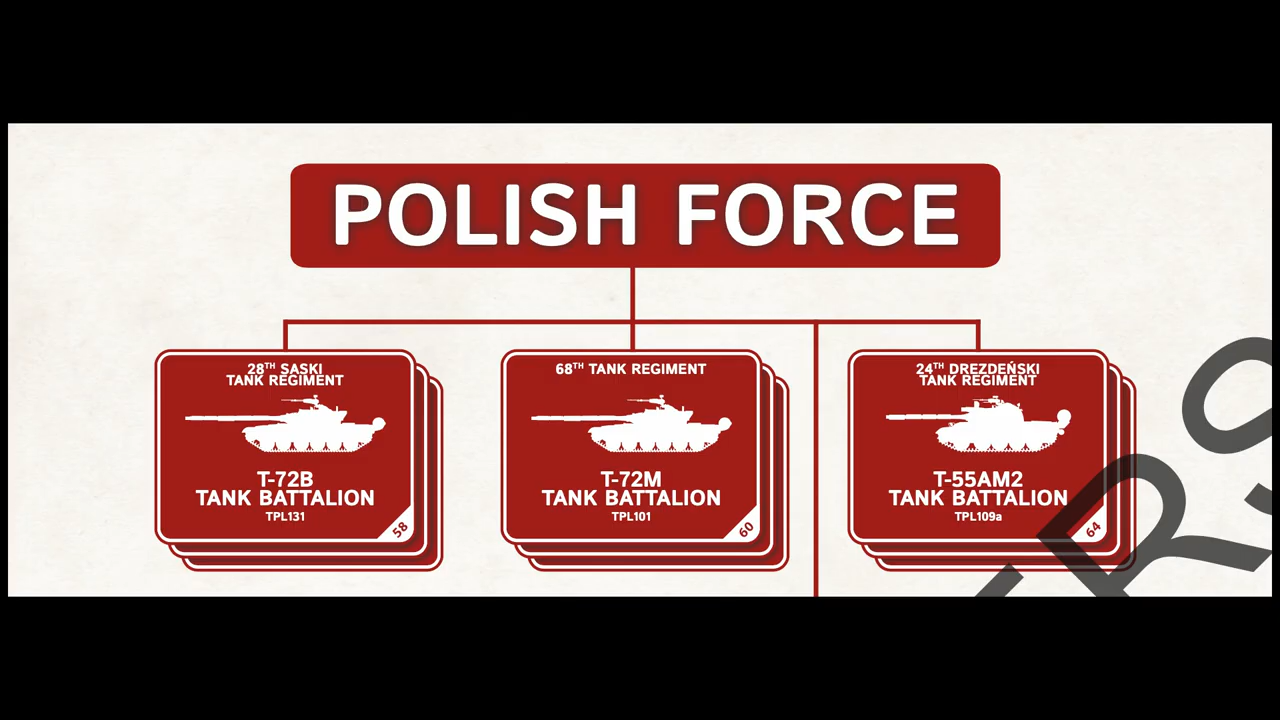 POLISH FORCE
28TH SASKI
TANK REGIMENT
T-72B
TANK BATTALION
TPL131
58
68TH TANK REGIMENT
T-72M
TANK BATTALION
TPL101
60
24TH DREZDEŃSKI
TANK REGIMENT
T-55AM2
TANK BATTALION
TPL109a
64
RS